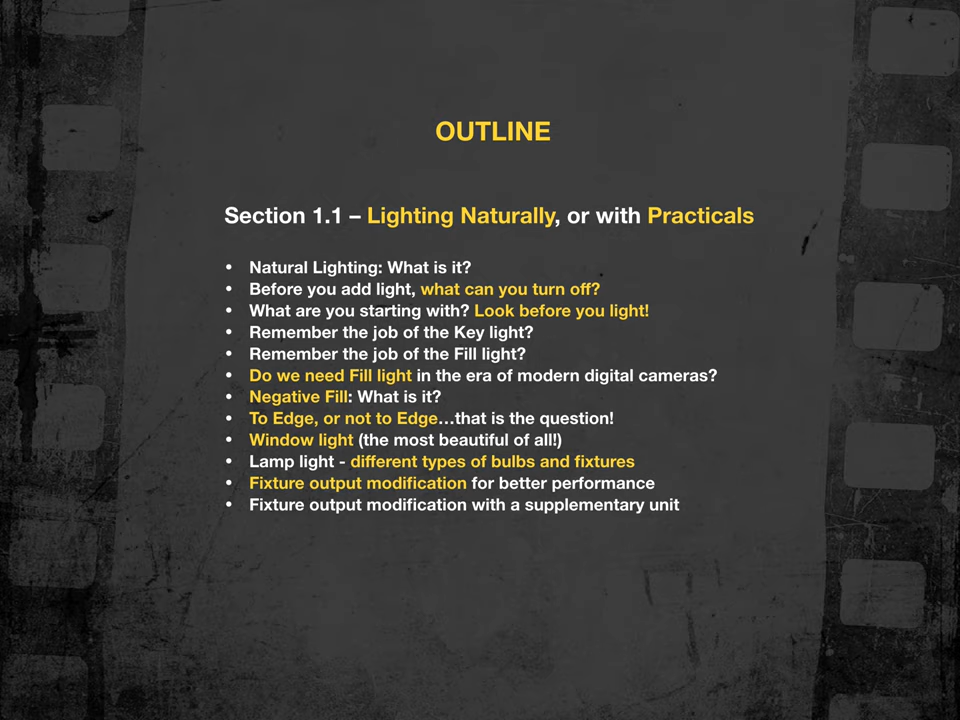 OUTLINE
Section 1.1 – Lighting Naturally, or with Practicals
• Natural Lighting: What is it?
• Before you add light, what can you turn off?
• What are you starting with? Look before you light!
• Remember the job of the Key light?
• Remember the job of the Fill light?
• Do we need Fill light in the era of modern digital cameras?
• Negative Fill: What is it?
• To Edge, or not to Edge…that is the question!
• Window light (the most beautiful of all!)
• Lamp light - different types of bulbs and fixtures
• Fixture output modification for better performance
• Fixture output modification with a supplementary unit